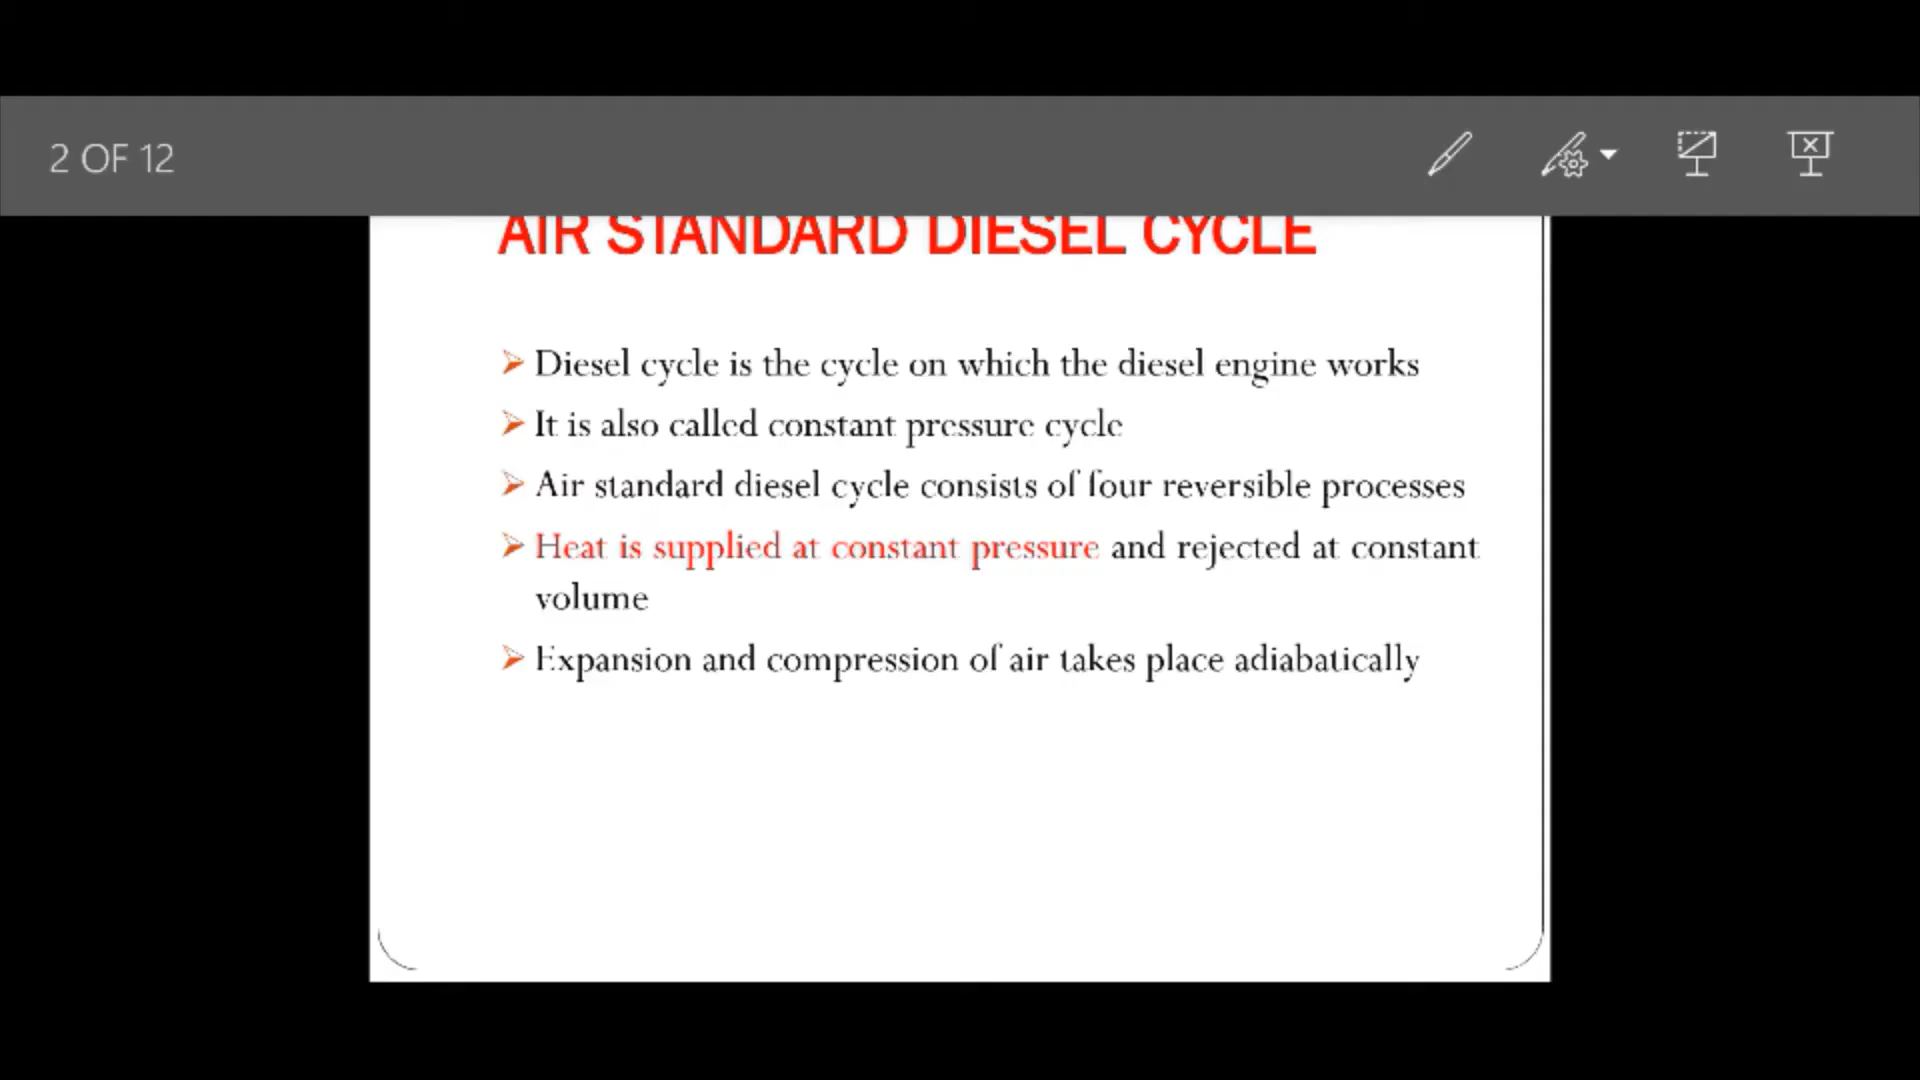 2 OF 12
AIR STANDARD DIESEL CYCLE
Diesel cycle is the cycle on which the diesel engine works
It is also called constant pressure cycle
Air standard diesel cycle consists of four reversible processes
Heat is supplied at constant pressure and rejected at constant
volume
Expansion and compression of air takes place adiabatically